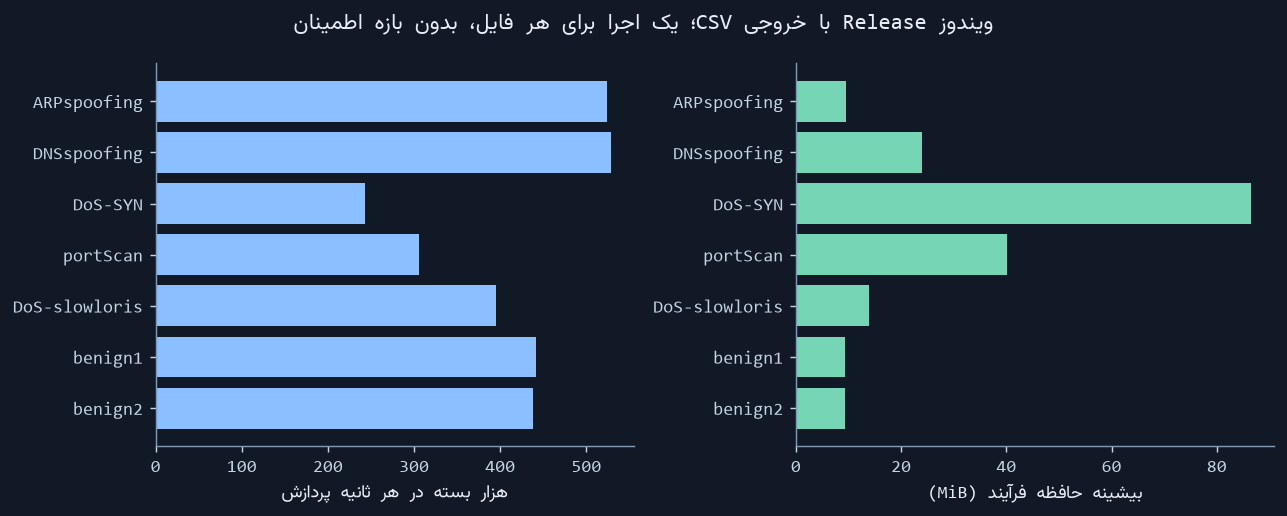 ویندوز Release با خروجی CSV؛ یک اجرا برای هر فایل، بدون بازه اطمینان
ARPspoofing
DNSspoofing
DoS-SYN
portScan
DoS-slowloris
benign1
benign2
0 100 200 300 400 500
هزار بسته در هر ثانیه پردازش
ARPspoofing
DNSspoofing
DoS-SYN
portScan
DoS-slowloris
benign1
benign2
0 20 40 60 80
بیشینه حافظه فرآیند (MiB)